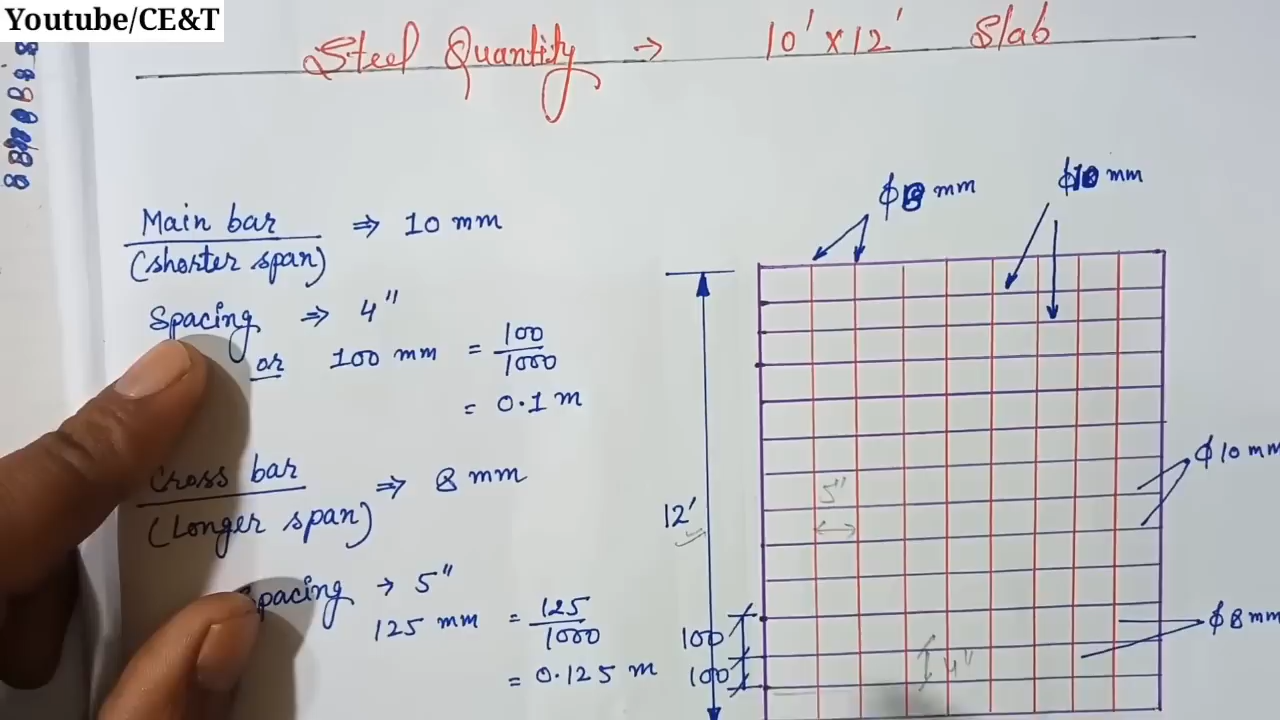 Youtube/CE&T
Steel Quantity → 10' x 12' Slab
Main bar ⇒ 10 mm
(shorter span)
Spacing ⇒ 4"
or 100 mm = 100/1000
= 0.1 m
Cross bar ⇒ 8 mm
(Longer span)
Spacing → 5"
125 mm = 125/1000
= 0.125 m
ϕ8 mm
ϕ10 mm
ϕ10 mm
5"
12'
ϕ8 mm
100
100
4"